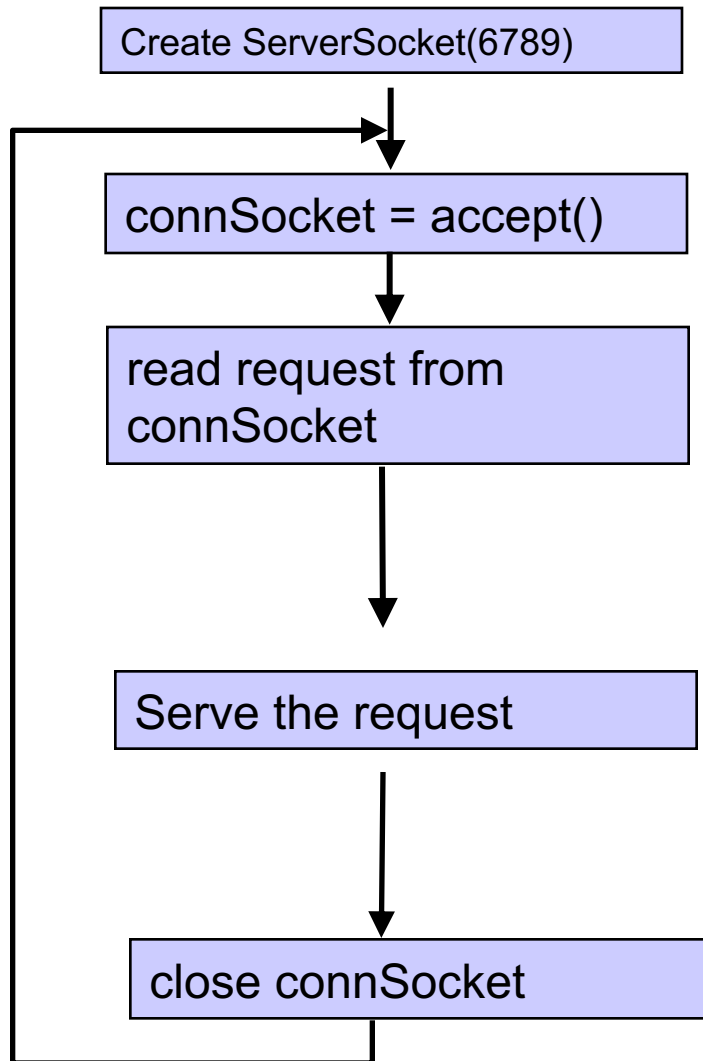 Create ServerSocket(6789)
connSocket = accept()
read request from
connSocket
Serve the request
close connSocket